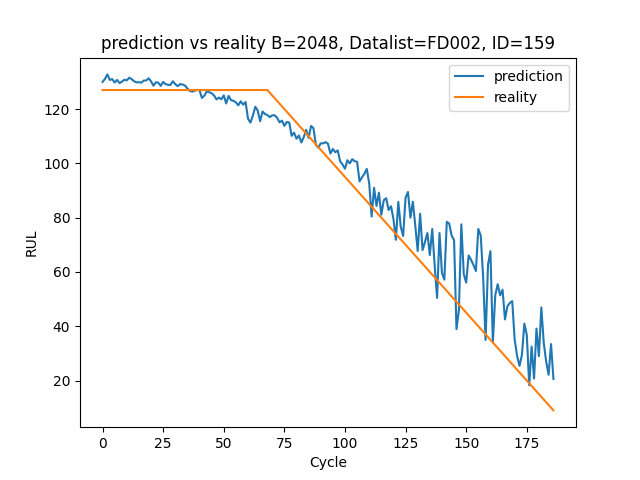 prediction vs reality B=2048, Datalist=FD002, ID=159
prediction
reality
RUL
120
100
80
60
40
20
0 25 50 75 100 125 150 175
Cycle